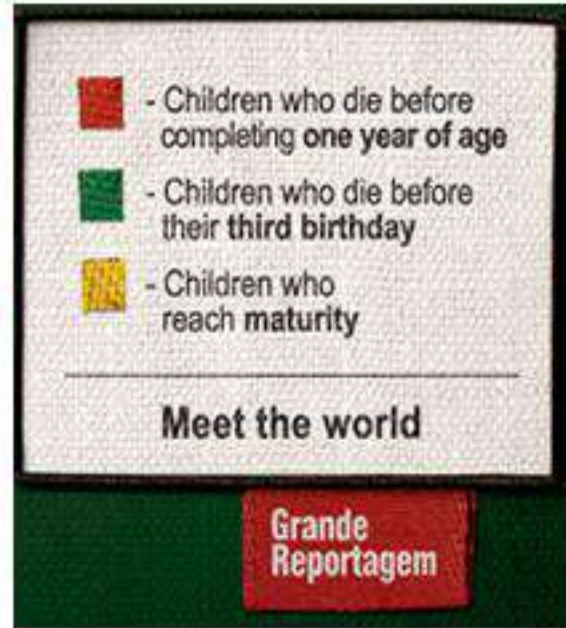 - Children who die before
completing one year of age
- Children who die before
their third birthday
- Children who
reach maturity
Meet the world
Grande
Reportagem